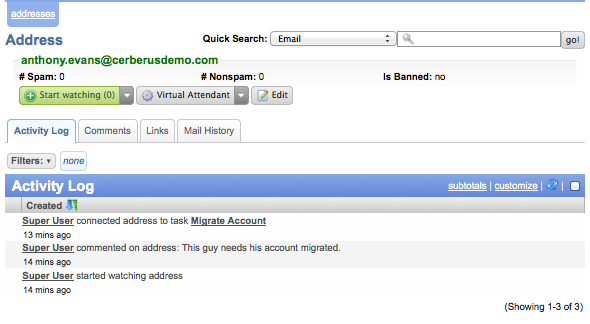 addresses
Address
Quick Search: Email go!
anthony.evans@cerberusdemo.com
# Spam: 0 # Nonspam: 0 Is Banned: no
Start watching (0) Virtual Attendant Edit
Activity Log Comments Links Mail History
Filters: none
Activity Log subtotals | customize | |
Created
Super User connected address to task Migrate Account
13 mins ago
Super User commented on address: This guy needs his account migrated.
14 mins ago
Super User started watching address
14 mins ago
(Showing 1-3 of 3)